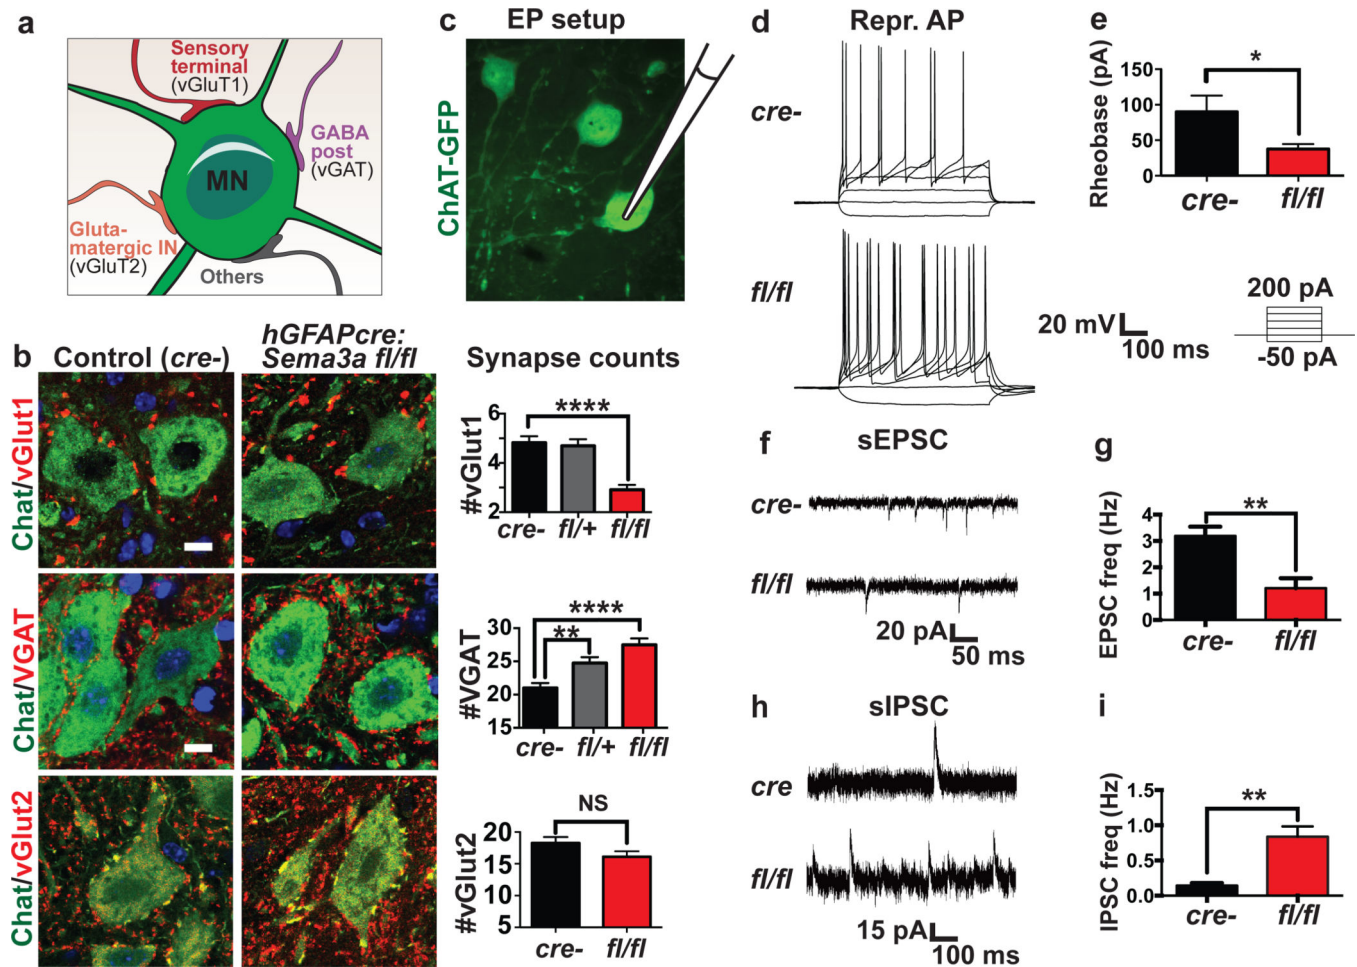 a
Sensory
terminal
(vGluT1)
GABA
post
(vGAT)
MN
Gluta-
matergic IN
(vGluT2)
Others
b
Control (cre-)
hGFAPcre:
Sema3a fl/fl
Synapse counts
Chat/vGlut1
#vGlut1
6
4
2
****
cre-
fl/+
fl/fl
Chat/VGAT
#VGAT
30
25
20
15
****
**
cre-
fl/+
fl/fl
Chat/vGlut2
#vGlut2
20
15
10
5
NS
cre-
fl/fl
c
EP setup
ChAT-GFP
d
Repr. AP
cre-
fl/fl
20 mV
100 ms
200 pA
-50 pA
e
Rheobase (pA)
150
100
50
0
*
cre-
fl/fl
f
sEPSC
cre-
fl/fl
20 pA
50 ms
g
EPSC freq (Hz)
4
3
2
1
0
**
cre-
fl/fl
h
sIPSC
cre
fl/fl
15 pA
100 ms
i
IPSC freq (Hz)
1.5
1.0
0.5
0.0
**
cre-
fl/fl